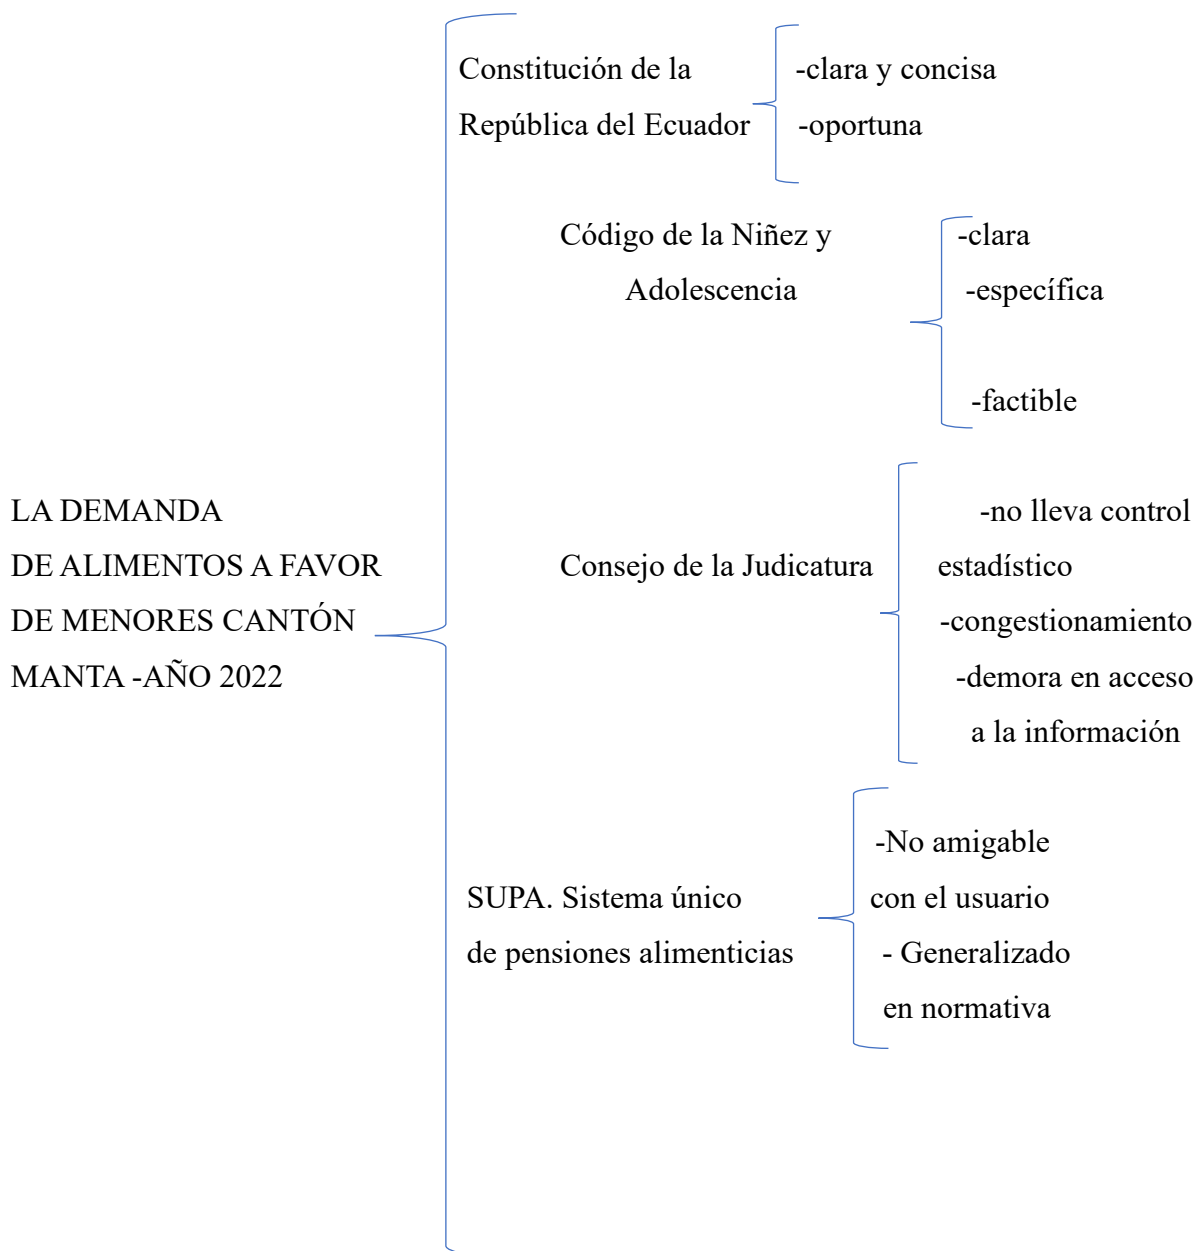 LA DEMANDA
DE ALIMENTOS A FAVOR
DE MENORES CANTÓN
MANTA -AÑO 2022
Constitución de la
República del Ecuador
-clara y concisa
-oportuna
Código de la Niñez y
Adolescencia
-clara
-específica
-factible
Consejo de la Judicatura
-no lleva control
estadístico
-congestionamiento
-demora en acceso
a la información
SUPA. Sistema único
de pensiones alimenticias
-No amigable
con el usuario
- Generalizado
en normativa